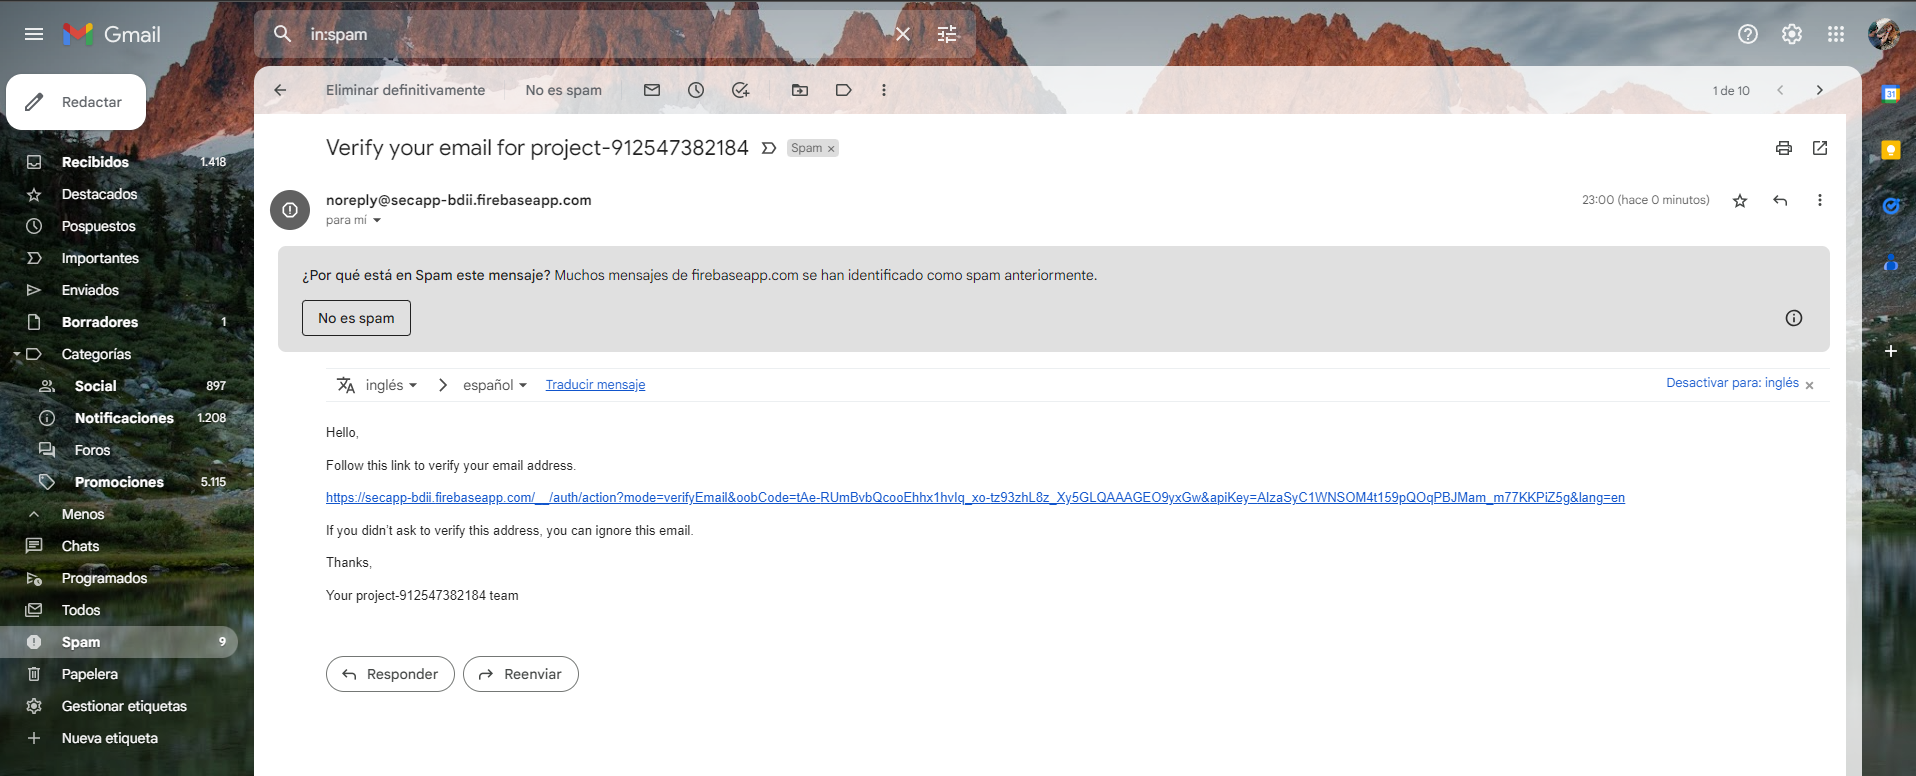 Gmail
in:spam
Redactar
Eliminar definitivamente
No es spam
1 de 10
Recibidos 1.418
Destacados
Pospuestos
Importantes
Enviados
Borradores 1
Categorías
Social 897
Notificaciones 1.208
Foros
Promociones 5.115
Menos
Chats
Programados
Todos
Spam 9
Papelera
Gestionar etiquetas
Nueva etiqueta
Verify your email for project-912547382184 Spam x
noreply@secapp-bdii.firebaseapp.com
23:00 (hace 0 minutos)
para mí
¿Por qué está en Spam este mensaje? Muchos mensajes de firebaseapp.com se han identificado como spam anteriormente.
No es spam
inglés español Traducir mensaje Desactivar para: inglés x
Hello,
Follow this link to verify your email address.
https://secapp-bdii.firebaseapp.com/__/auth/action?mode=verifyEmail&oobCode=tAe-RUmBvbQcooEhhx1hvIq_xo-tz93zhL8z_Xy5GLQAAAGEO9yxGw&apiKey=AIzaSyC1WNSOM4t159pQOqPBJMam_m77KKPiZ5g&lang=en
If you didn't ask to verify this address, you can ignore this email.
Thanks,
Your project-912547382184 team
Responder
Reenviar
31